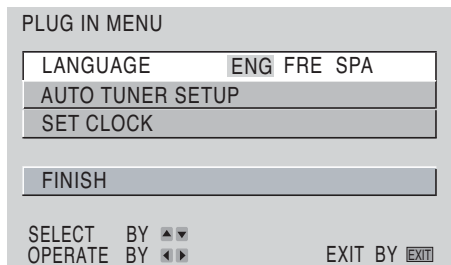 PLUG IN MENU
LANGUAGE ENG FRE SPA
AUTO TUNER SETUP
SET CLOCK
FINISH
SELECT BY ▲▼
OPERATE BY ◀▶ EXIT BY EXIT